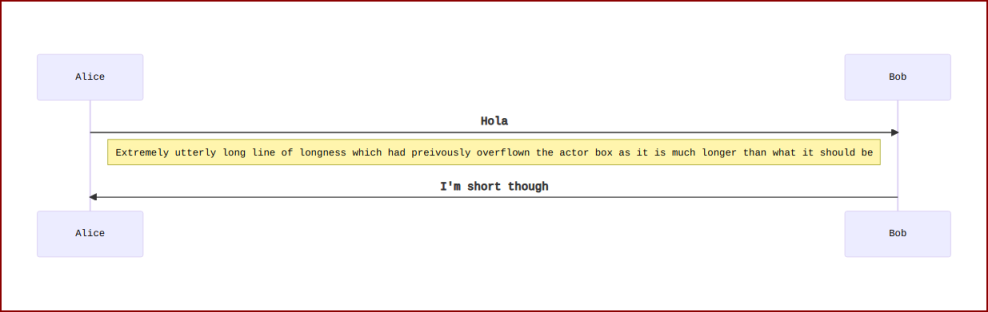 Alice
Bob
Hola
Extremely utterly long line of longness which had preivously overflown the actor box as it is much longer than what it should be
I'm short though
Alice
Bob